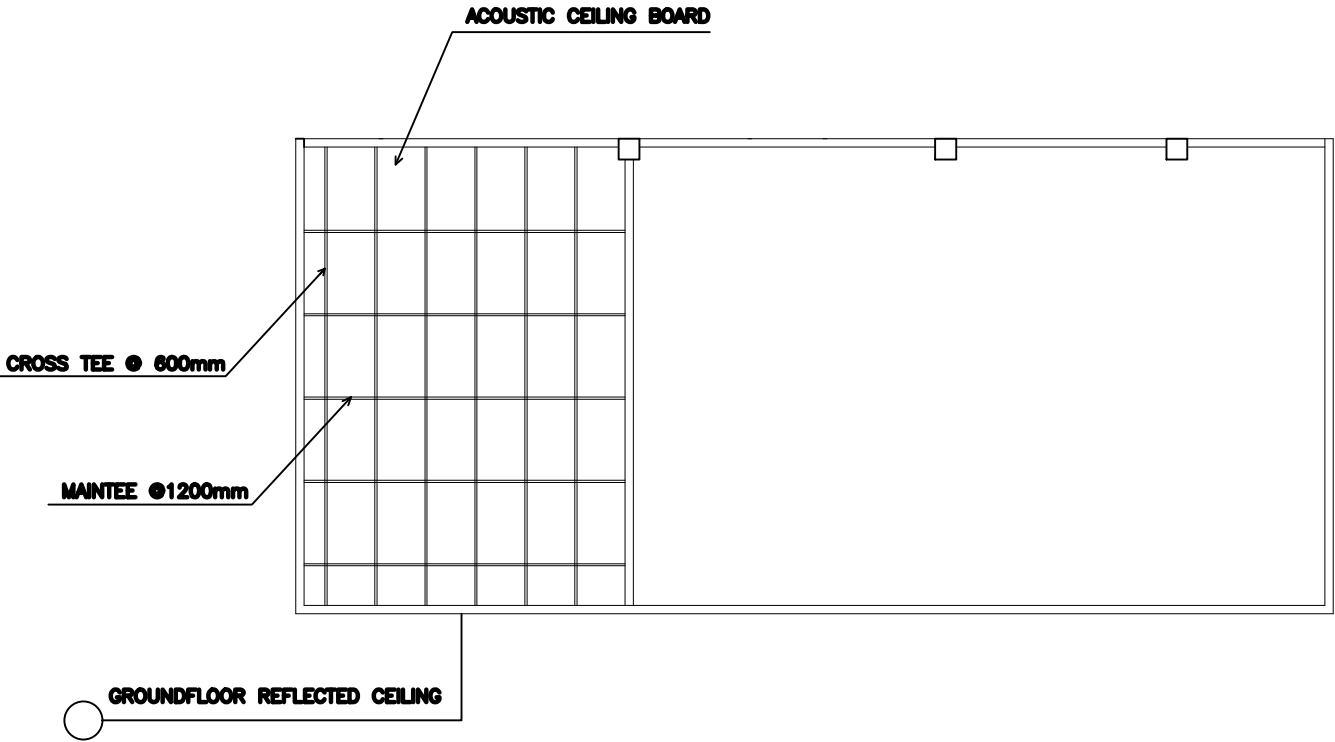 ACOUSTIC CEILING BOARD
CROSS TEE @ 600mm
MAINTEE @1200mm
GROUNDFLOOR REFLECTED CEILING